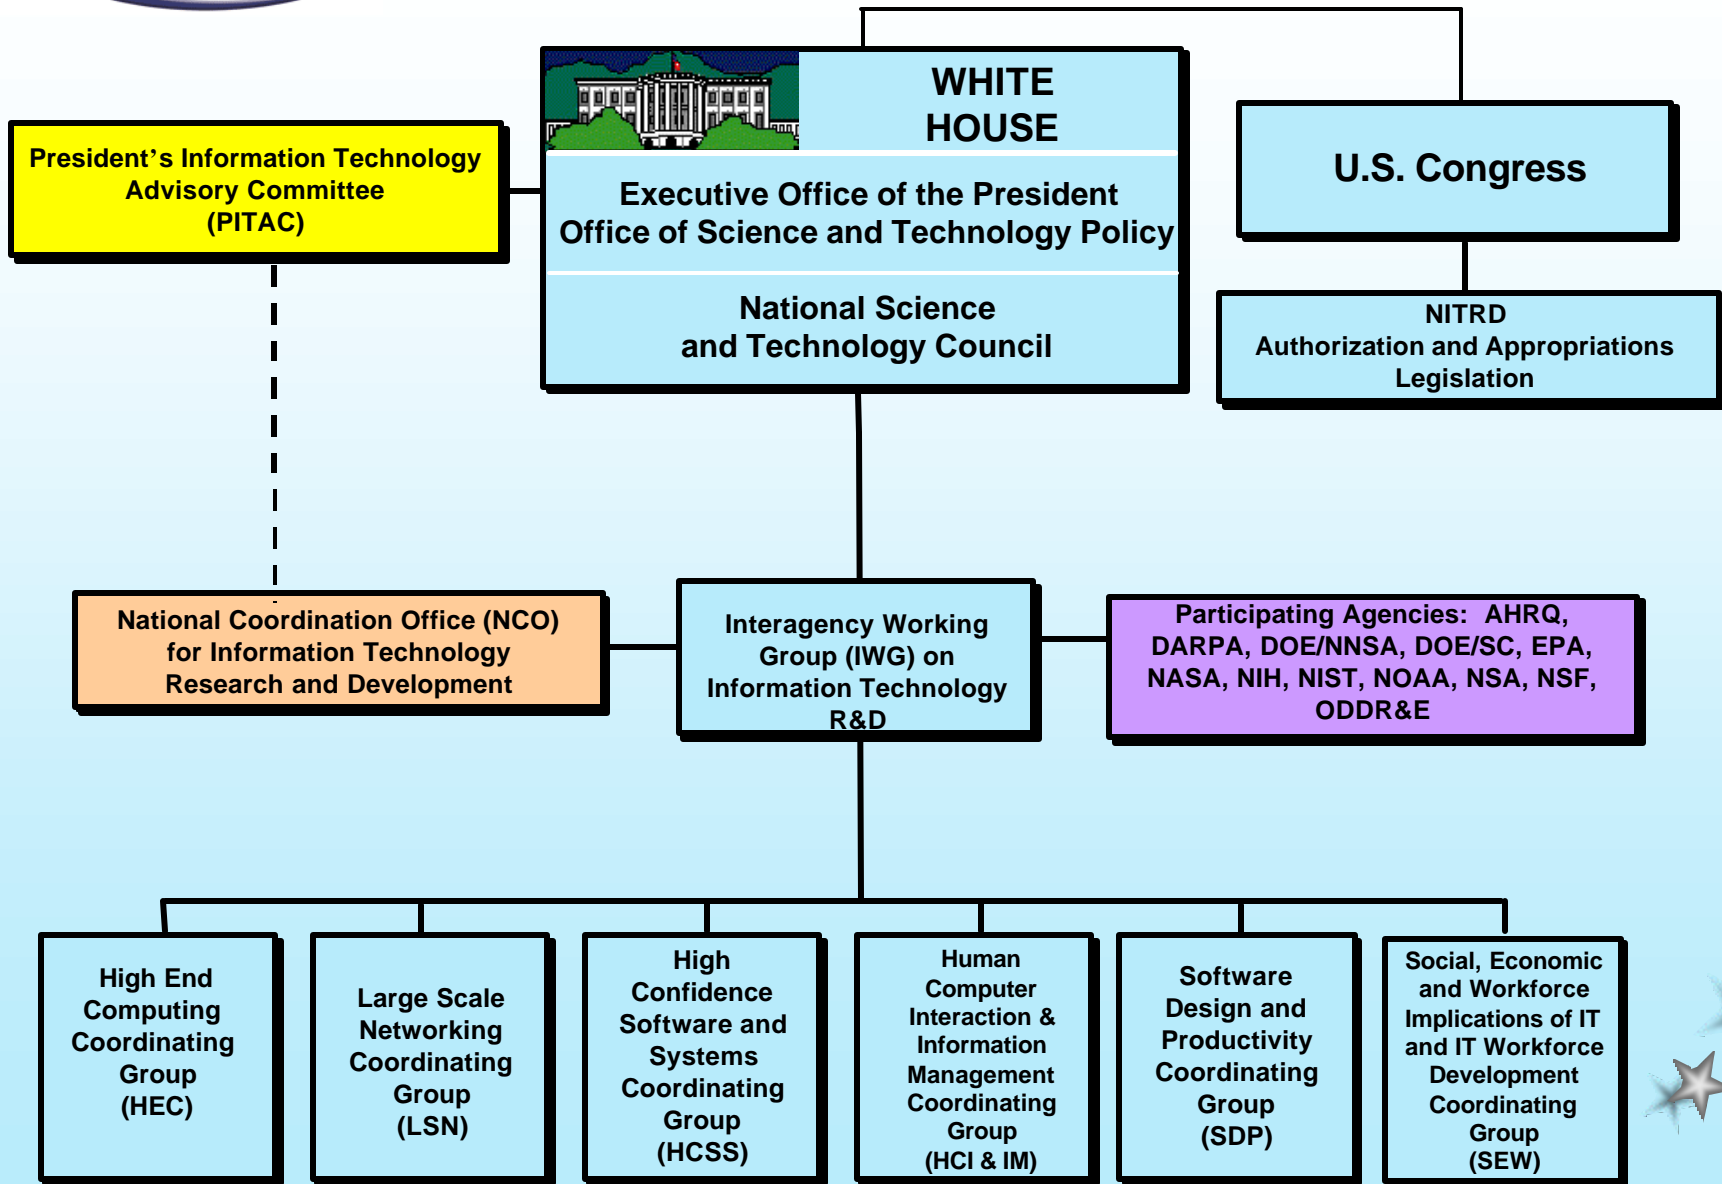 WHITE
HOUSE
President’s Information Technology
Advisory Committee
(PITAC)
Executive Office of the President
Office of Science and Technology Policy
National Science
and Technology Council
U.S. Congress
NITRD
Authorization and Appropriations
Legislation
National Coordination Office (NCO)
for Information Technology
Research and Development
Interagency Working
Group (IWG) on
Information Technology
R&D
Participating Agencies:  AHRQ,
DARPA, DOE/NNSA, DOE/SC, EPA,
NASA, NIH, NIST, NOAA, NSA, NSF,
ODDR&E
High End
Computing
Coordinating
Group
(HEC)
Large Scale
Networking
Coordinating
Group
(LSN)
High
Confidence
Software and
Systems
Coordinating
Group
(HCSS)
Human
Computer
Interaction &
Information
Management
Coordinating
Group
(HCI & IM)
Software
Design and
Productivity
Coordinating
Group
(SDP)
Social, Economic
and Workforce
Implications of IT
and IT Workforce
Development
Coordinating
Group
(SEW)